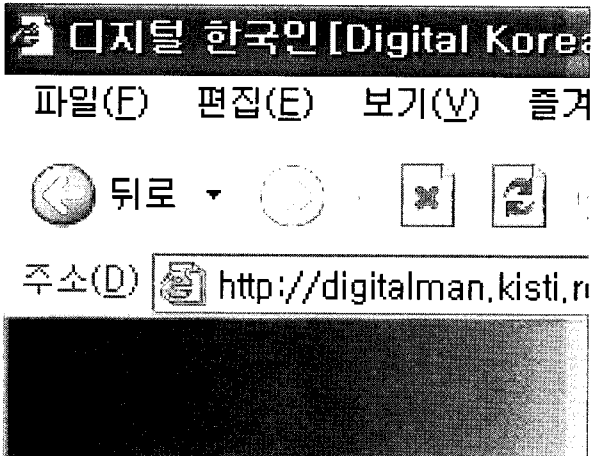 디지털 한국인 [Digital Korea
파일(F) 편집(E) 보기(V) 즐겨
뒤로
주소(D) http://digitalman.kisti.r